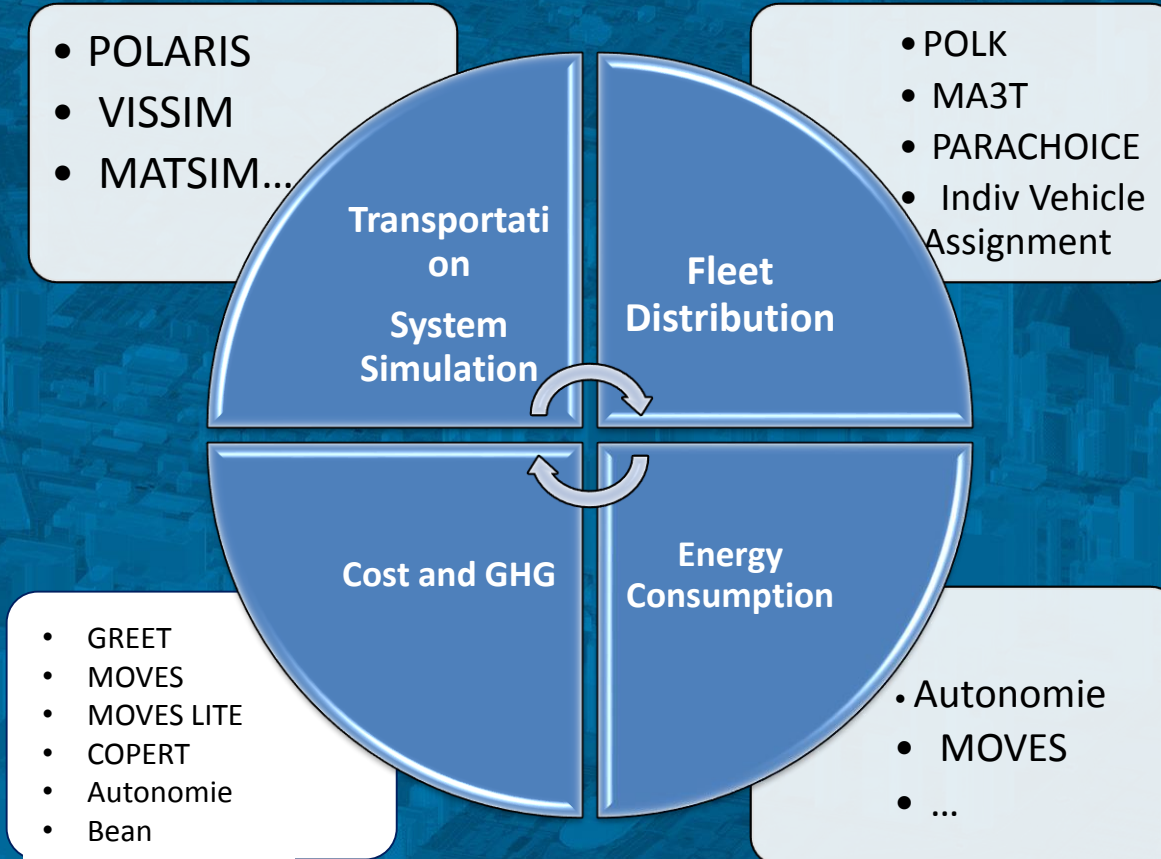 • POLARIS
• VISSIM
• MATSIM…
• POLK
• MA3T
• PARACHOICE
• Indiv Vehicle
Assignment
Transportati
on
System
Simulation
Fleet
Distribution
Cost and GHG
Energy
Consumption
• GREET
• MOVES
• MOVES LITE
• COPERT
• Autonomie
• Bean
• Autonomie
• MOVES
• …